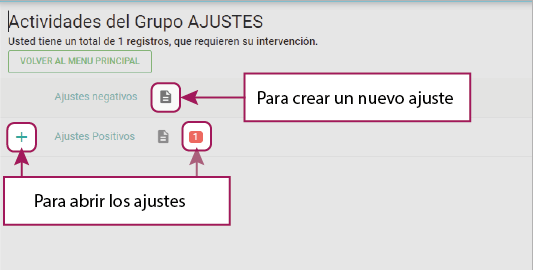 Actividades del Grupo AJUSTES
Usted tiene un total de 1 registros, que requieren su intervención.
VOLVER AL MENU PRINCIPAL
Ajustes negativos
Para crear un nuevo ajuste
Ajustes Positivos
1
Para abrir los ajustes